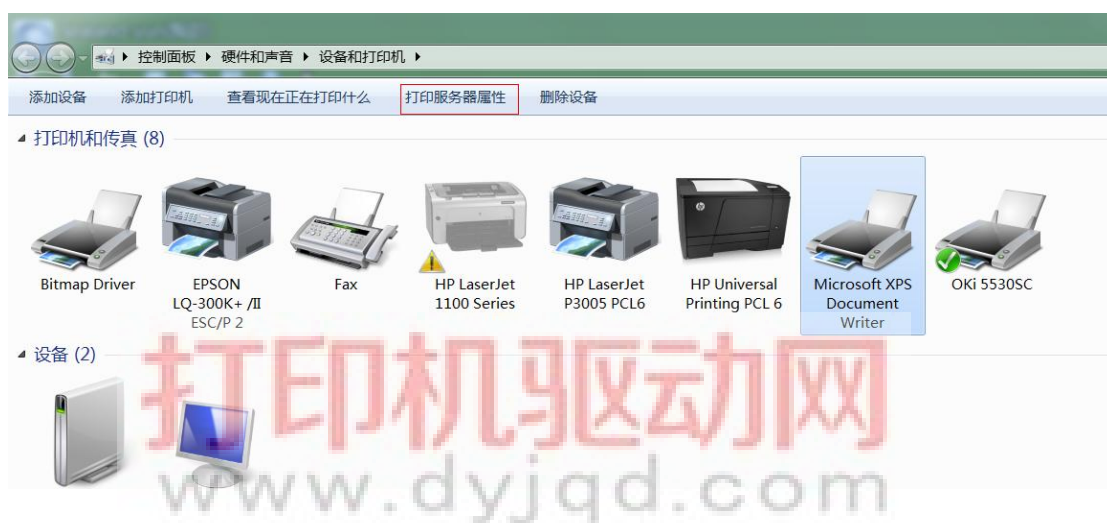 控制面板 硬件和声音 设备和打印机
添加设备 添加打印机 查看现在正在打印什么 打印服务器属性 删除设备
打印机和传真 (8)
Bitmap Driver
EPSON
LQ-300K+ /II
ESC/P 2
Fax
HP LaserJet
1100 Series
HP LaserJet
P3005 PCL6
HP Universal
Printing PCL 6
Microsoft XPS
Document
Writer
OKi 5530SC
设备 (2)
打印机驱动网
www.dyjqd.com